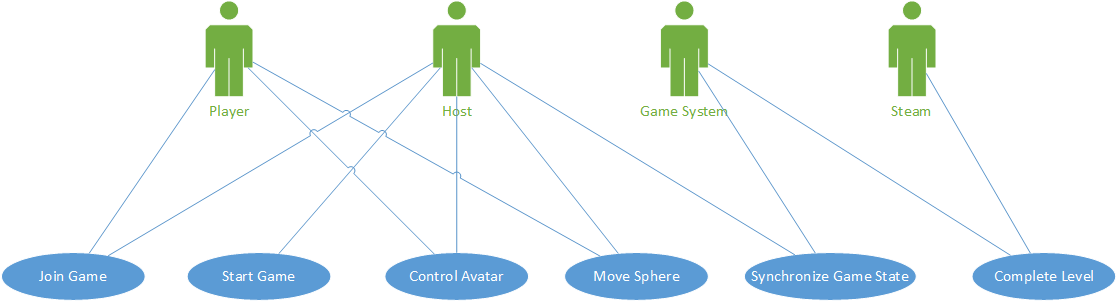 Player
Host
Game System
Steam
Join Game
Start Game
Control Avatar
Move Sphere
Synchronize Game State
Complete Level